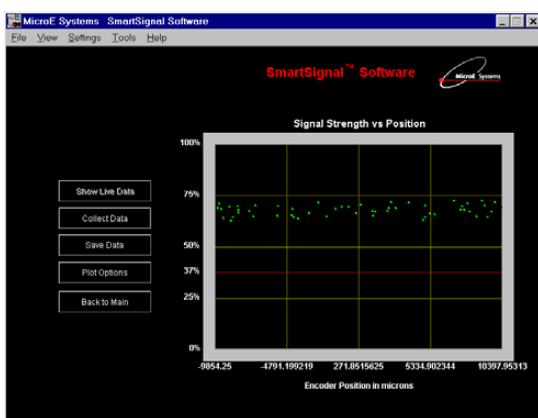 MicroE Systems SmartSignal Software
File View Settings Tools Help
SmartSignal™ Software
MicroE Systems
Signal Strength vs Position
100%
75%
50%
37%
25%
0%
Show Live Data
Collect Data
Save Data
Plot Options
Back to Main
-9854.25 -4791.199219 271.8515625 5334.902344 10397.95313
Encoder Position in microns